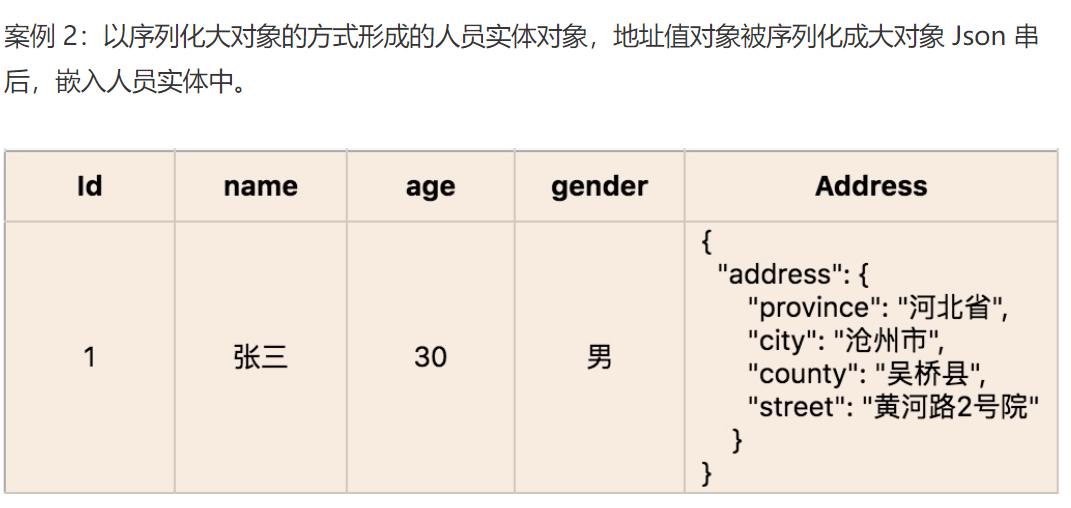 案例 2：以序列化大对象的方式形成的人员实体对象，地址值对象被序列化成大对象 Json 串
后，嵌入人员实体中。
Id name age gender Address
1 张三 30 男
{
"address": {
"province": "河北省",
"city": "沧州市",
"county": "吴桥县",
"street": "黄河路2号院"
}
}